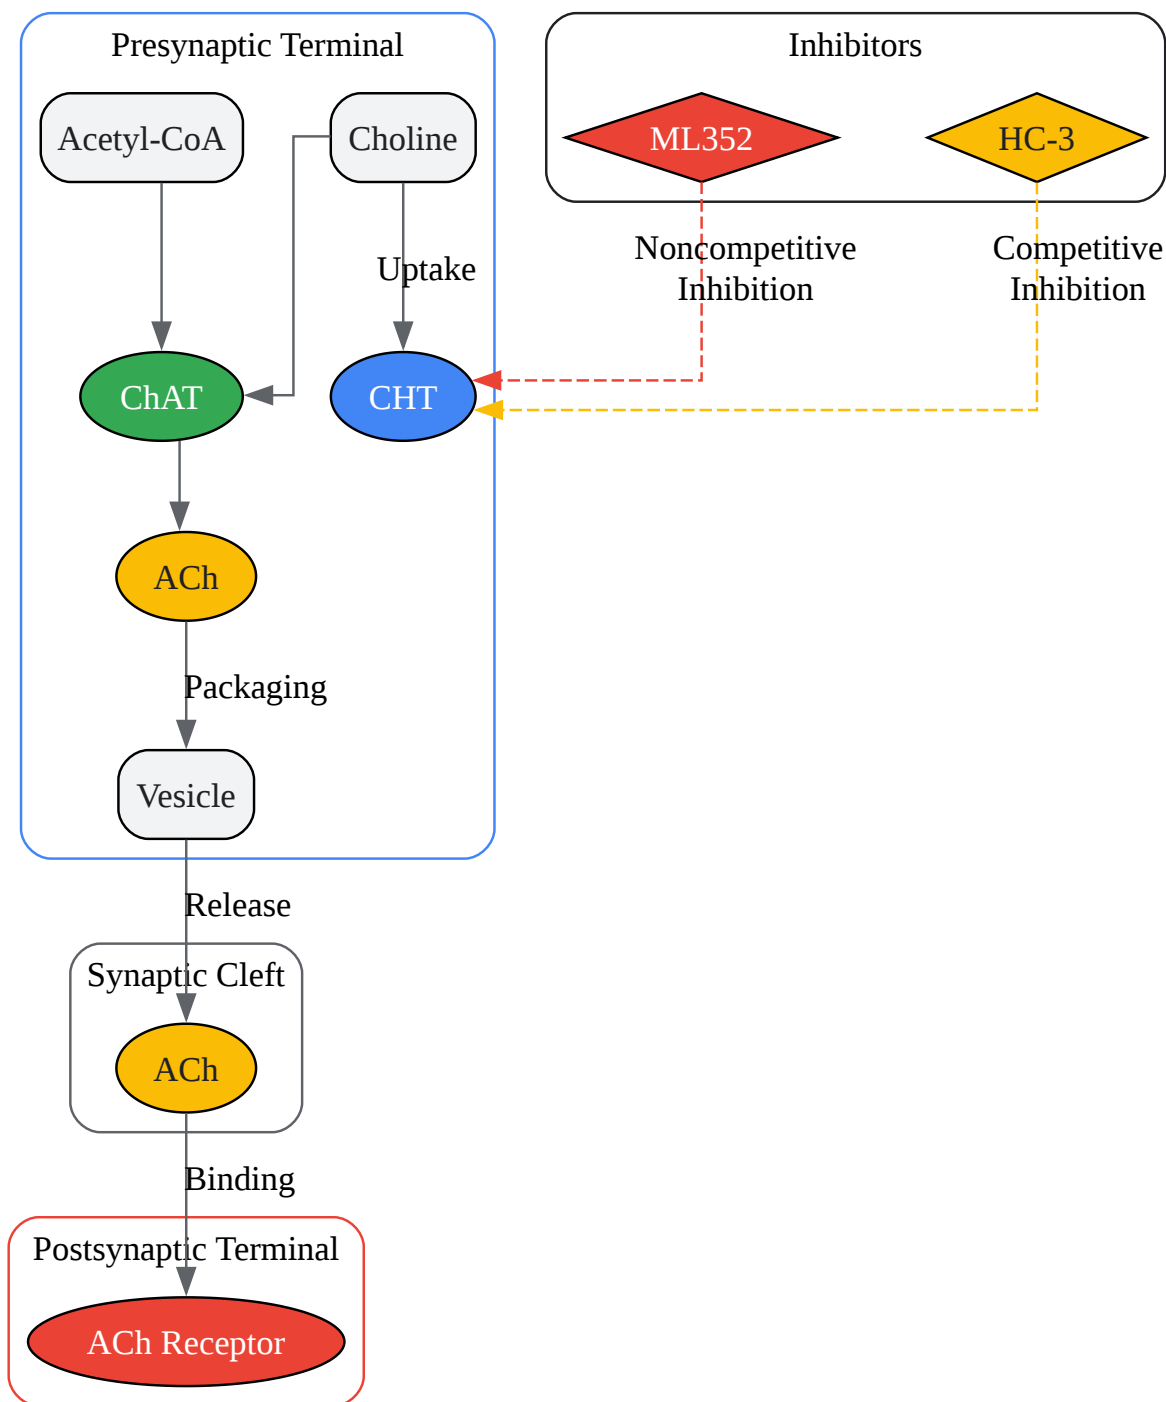 Presynaptic Terminal
Inhibitors
Acetyl-CoA
Choline
ML352
HC-3
Uptake
Noncompetitive
Inhibition
Competitive
Inhibition
ChAT
CHT
ACh
Packaging
Vesicle
Release
Synaptic Cleft
ACh
Binding
Postsynaptic Terminal
ACh Receptor